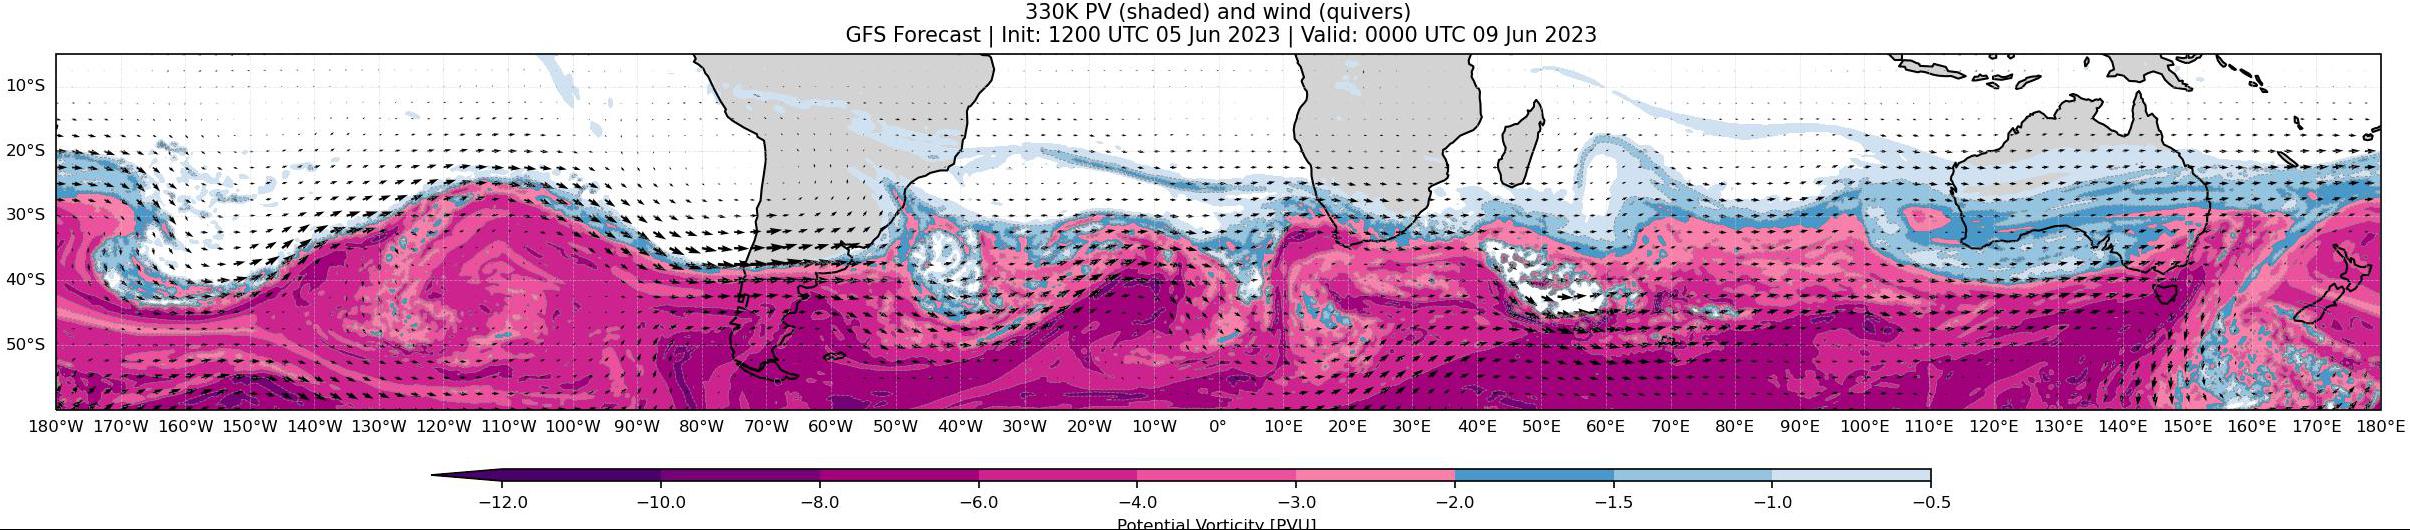 330K PV (shaded) and wind (quivers)
GFS Forecast | Init: 1200 UTC 05 Jun 2023 | Valid: 0000 UTC 09 Jun 2023
10°S
20°S
30°S
40°S
50°S
180°W 170°W 160°W 150°W 140°W 130°W 120°W 110°W 100°W 90°W 80°W 70°W 60°W 50°W 40°W 30°W 20°W 10°W 0° 10°E 20°E 30°E 40°E 50°E 60°E 70°E 80°E 90°E 100°E 110°E 120°E 130°E 140°E 150°E 160°E 170°E 180°E
−12.0 −10.0 −8.0 −6.0 −4.0 −3.0 −2.0 −1.5 −1.0 −0.5
Potential Vorticity [PVU]